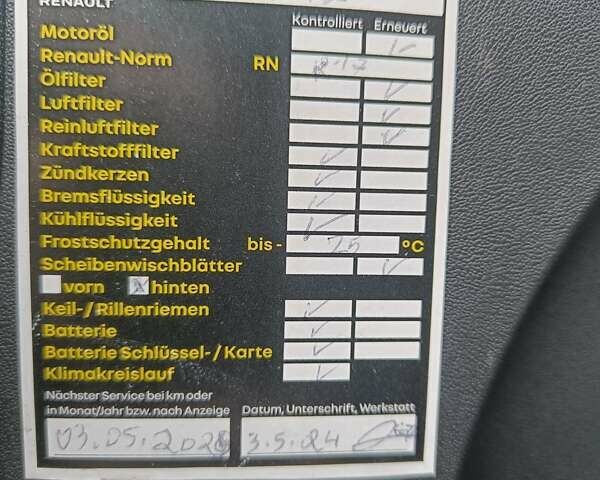 RENAULT
Kontrolliert Erneuert
Motoröl
Renault-Norm RN
Ölfilter
Luftfilter
Reinluftfilter
Kraftstofffilter
Zündkerzen
Bremsflüssigkeit
Kühlflüssigkeit
Frostschutzgehalt bis - 25 °C
Scheibenwischblätter
vorn hinten
Keil-/Rillenriemen
Batterie
Batterie Schlüssel-/Karte
Klimakreislauf
Nächster Service bei km oder
in Monat/Jahr bzw. nach Anzeige Datum, Unterschrift, Werkstatt
03.05.2025 3.5.24